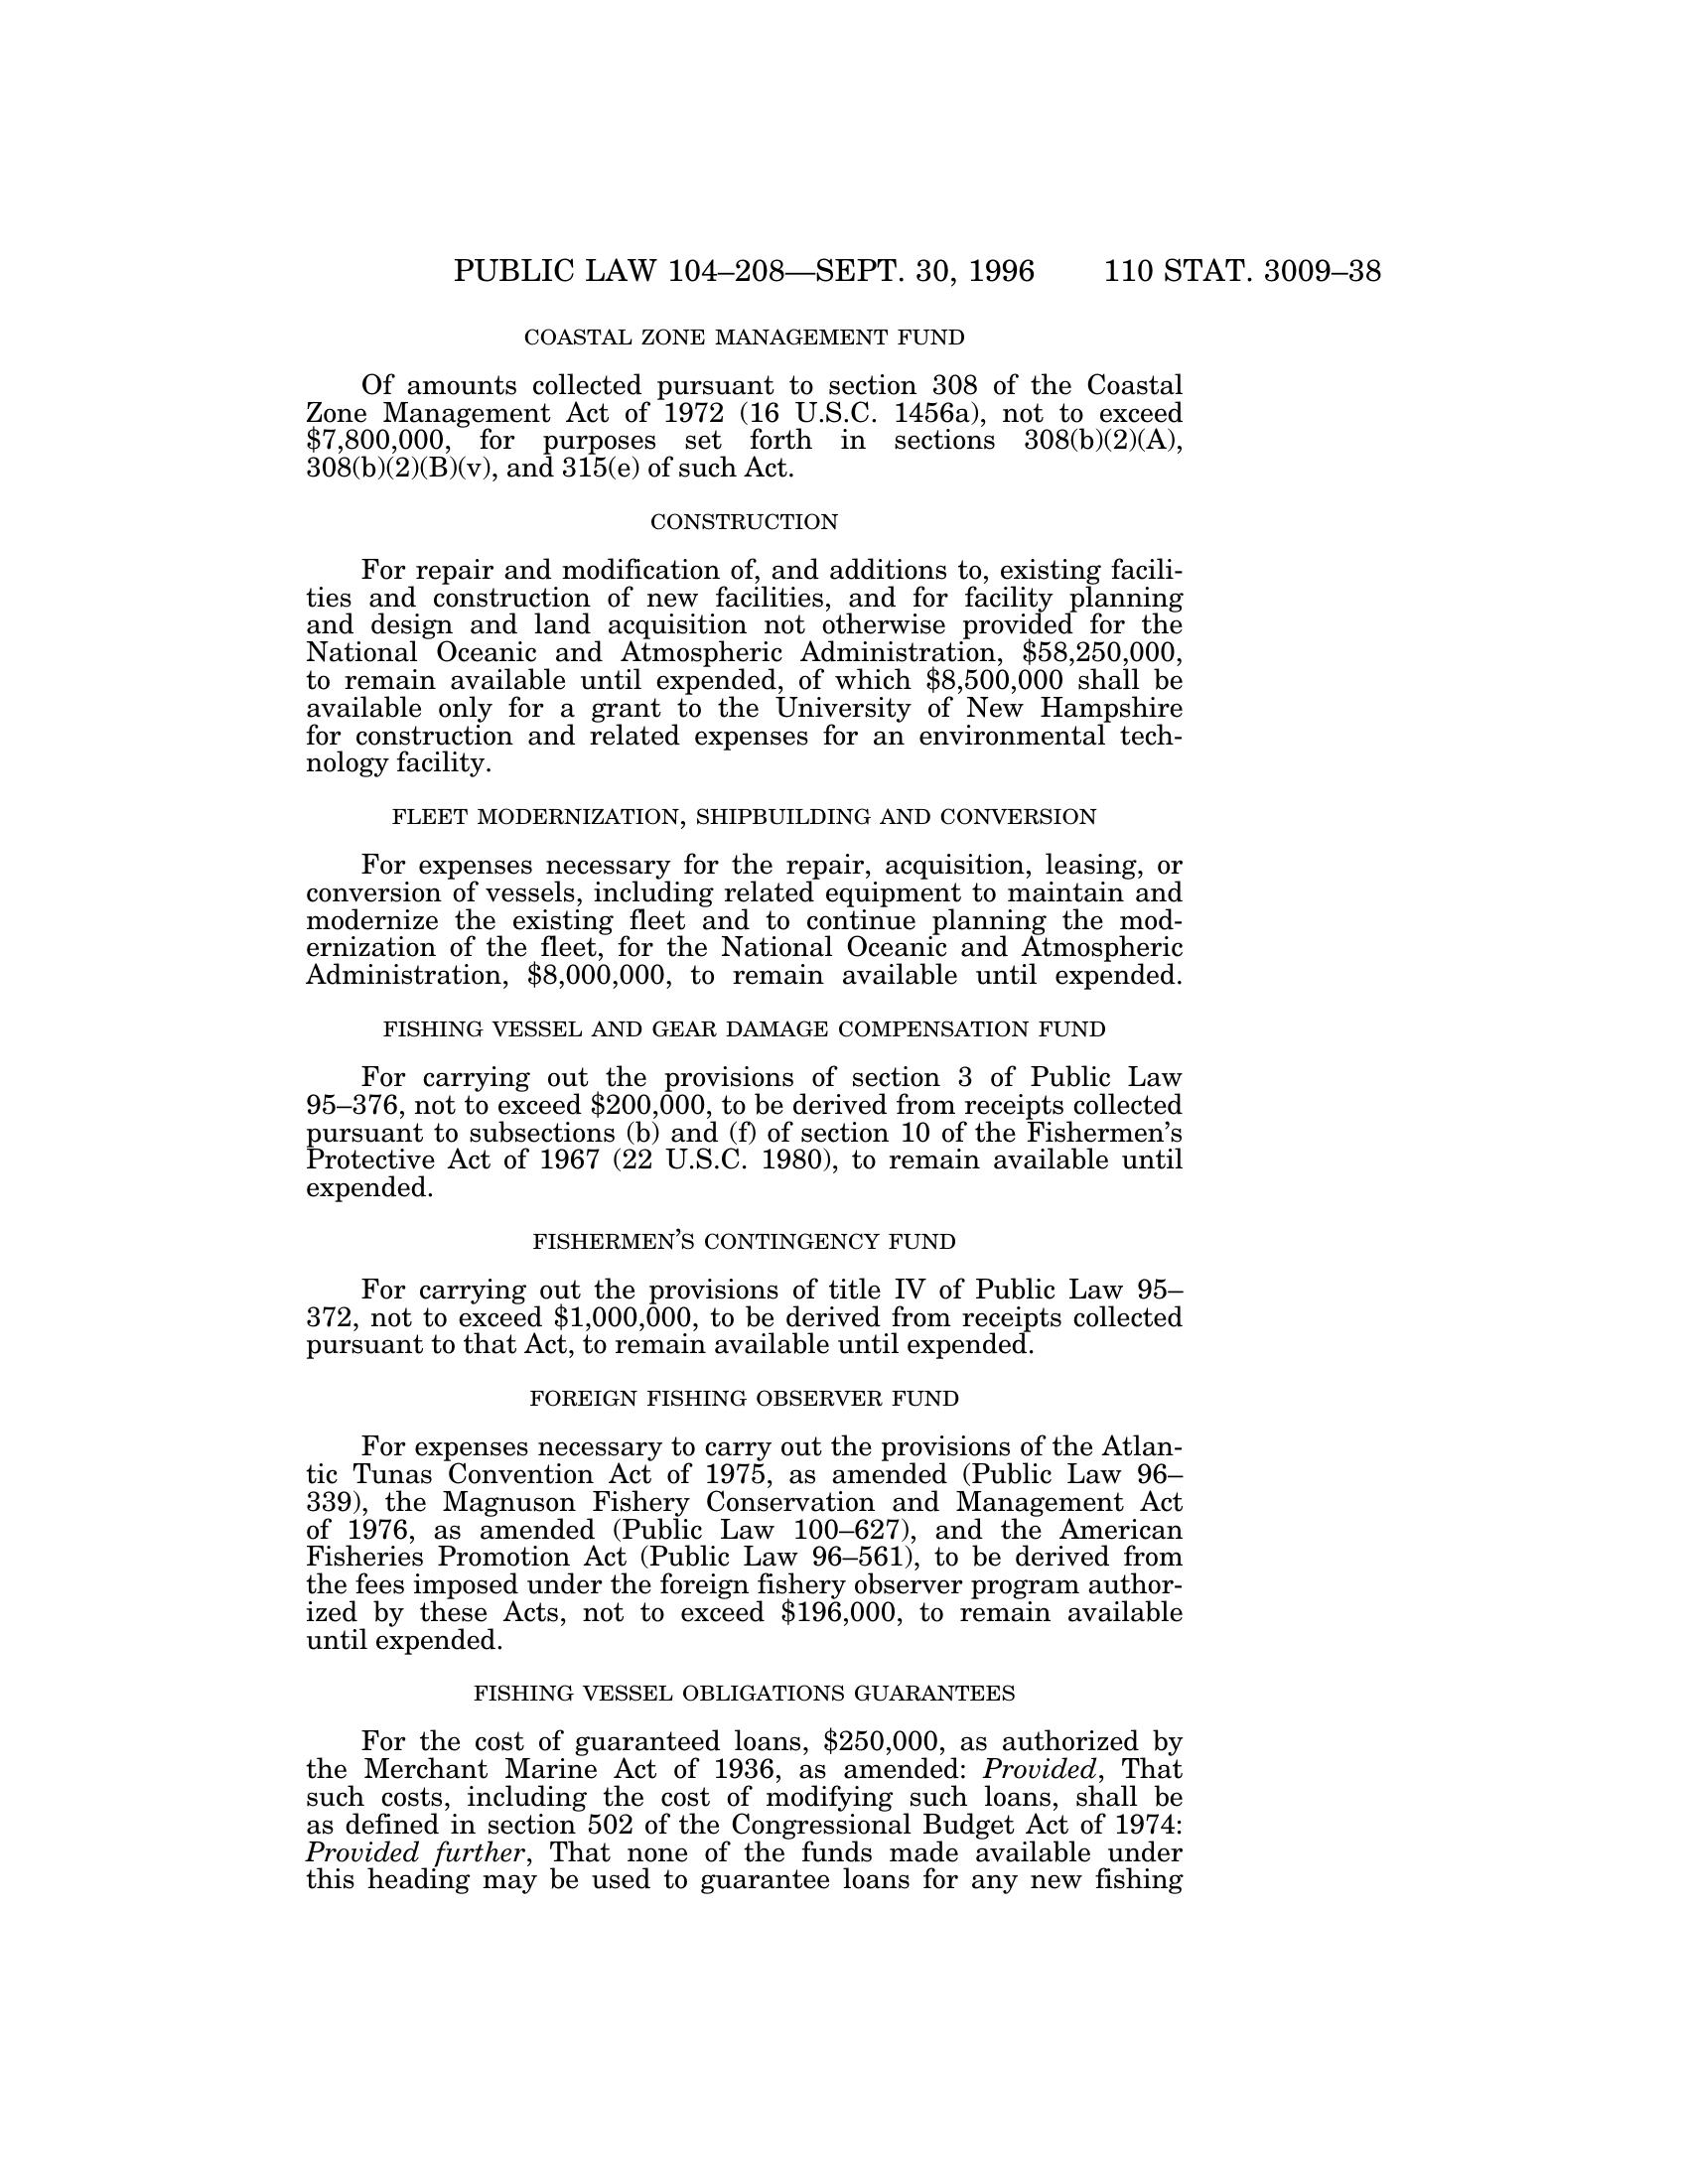 PUBLIC LAW 104–208—SEPT. 30, 1996 110 STAT. 3009–38
COASTAL ZONE MANAGEMENT FUND
Of amounts collected pursuant to section 308 of the Coastal
Zone Management Act of 1972 (16 U.S.C. 1456a), not to exceed
$7,800,000, for purposes set forth in sections 308(b)(2)(A),
308(b)(2)(B)(v), and 315(e) of such Act.
CONSTRUCTION
For repair and modification of, and additions to, existing facili-
ties and construction of new facilities, and for facility planning
and design and land acquisition not otherwise provided for the
National Oceanic and Atmospheric Administration, $58,250,000,
to remain available until expended, of which $8,500,000 shall be
available only for a grant to the University of New Hampshire
for construction and related expenses for an environmental tech-
nology facility.
FLEET MODERNIZATION, SHIPBUILDING AND CONVERSION
For expenses necessary for the repair, acquisition, leasing, or
conversion of vessels, including related equipment to maintain and
modernize the existing fleet and to continue planning the mod-
ernization of the fleet, for the National Oceanic and Atmospheric
Administration, $8,000,000, to remain available until expended.
FISHING VESSEL AND GEAR DAMAGE COMPENSATION FUND
For carrying out the provisions of section 3 of Public Law
95–376, not to exceed $200,000, to be derived from receipts collected
pursuant to subsections (b) and (f) of section 10 of the Fishermen’s
Protective Act of 1967 (22 U.S.C. 1980), to remain available until
expended.
FISHERMEN’S CONTINGENCY FUND
For carrying out the provisions of title IV of Public Law 95–
372, not to exceed $1,000,000, to be derived from receipts collected
pursuant to that Act, to remain available until expended.
FOREIGN FISHING OBSERVER FUND
For expenses necessary to carry out the provisions of the Atlan-
tic Tunas Convention Act of 1975, as amended (Public Law 96–
339), the Magnuson Fishery Conservation and Management Act
of 1976, as amended (Public Law 100–627), and the American
Fisheries Promotion Act (Public Law 96–561), to be derived from
the fees imposed under the foreign fishery observer program author-
ized by these Acts, not to exceed $196,000, to remain available
until expended.
FISHING VESSEL OBLIGATIONS GUARANTEES
For the cost of guaranteed loans, $250,000, as authorized by
the Merchant Marine Act of 1936, as amended: Provided, That
such costs, including the cost of modifying such loans, shall be
as defined in section 502 of the Congressional Budget Act of 1974:
Provided further, That none of the funds made available under
this heading may be used to guarantee loans for any new fishing